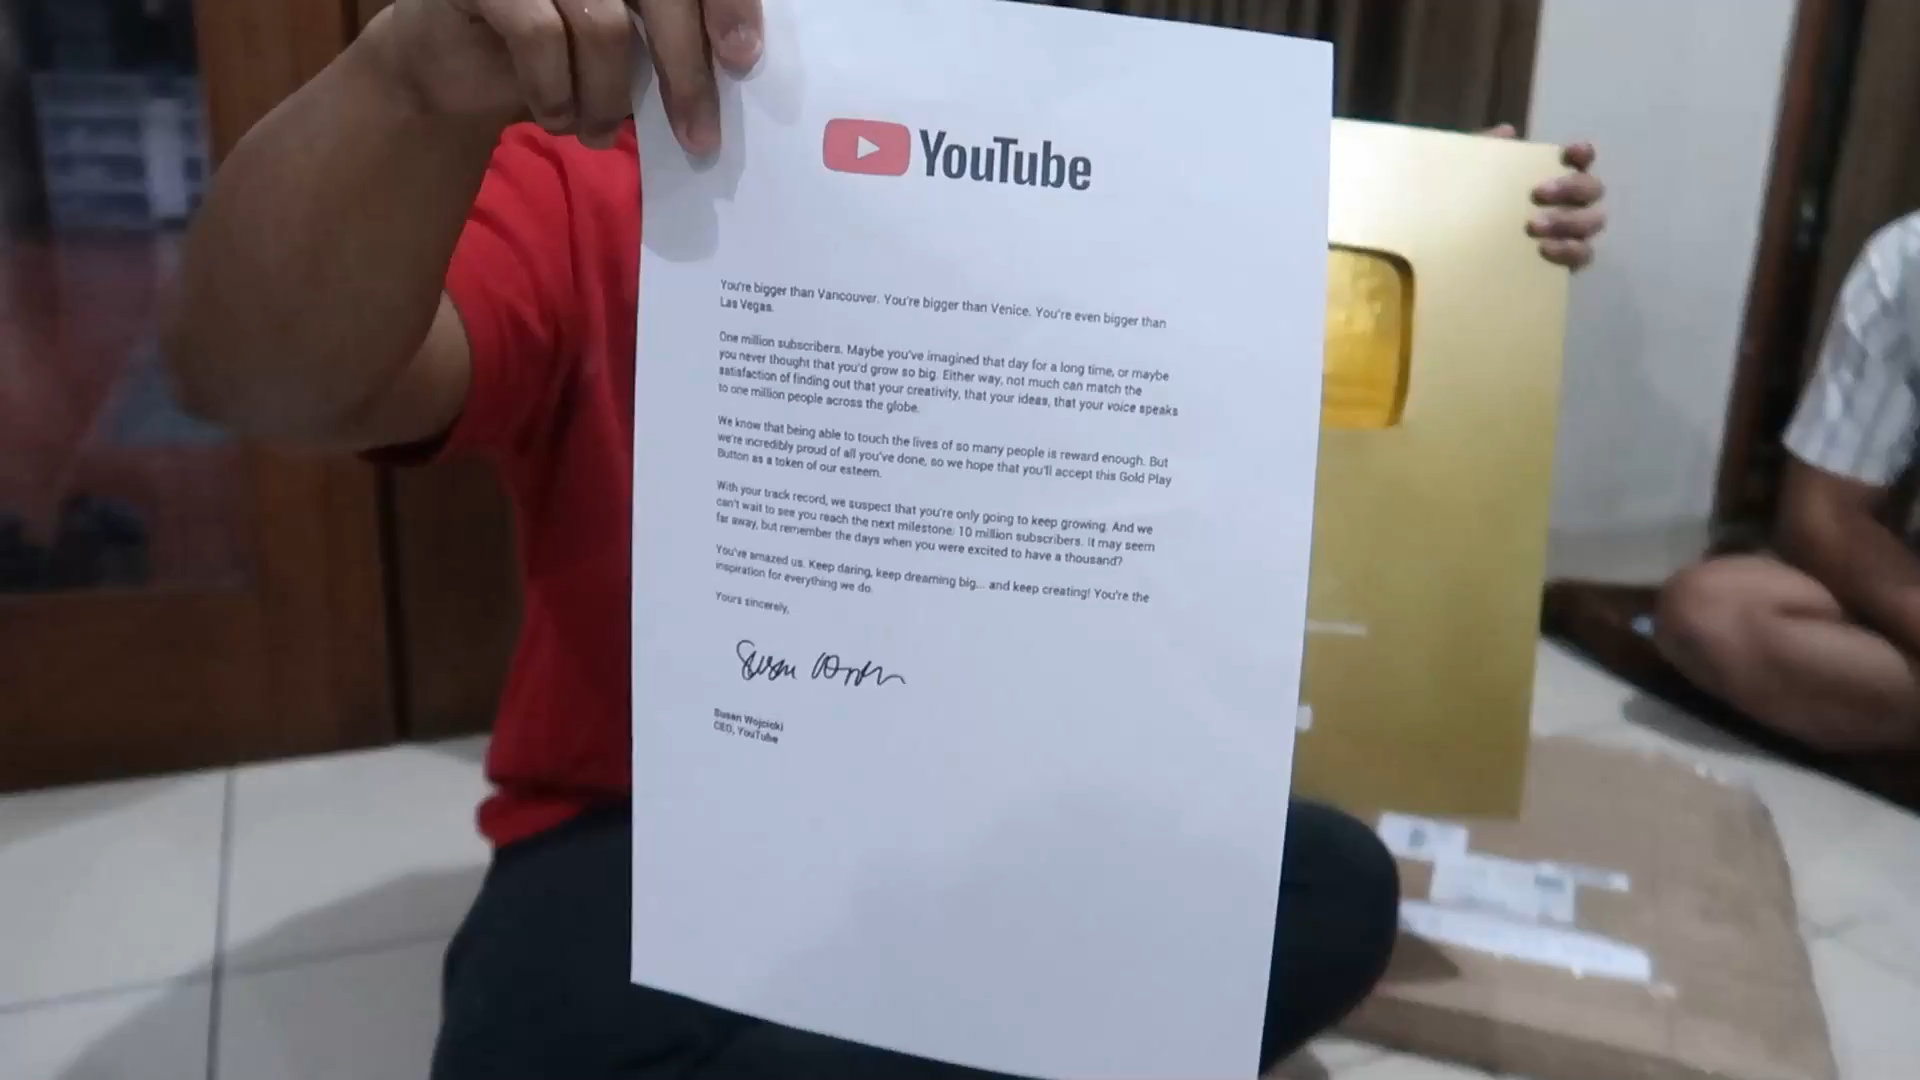 YouTube
You're bigger than Vancouver. You're bigger than Venice. You're even bigger than
Las Vegas.
One million subscribers. Maybe you've imagined that day for a long time, or maybe
you never thought that you'd grow so big. Either way, not much can match the
satisfaction of finding out that your creativity, that your ideas, that your voice speaks
to one million people across the globe.
We know that being able to touch the lives of so many people is reward enough. But
we're incredibly proud of all you've done, so we hope that you'll accept this Gold Play
Button as a token of our esteem.
With your track record, we suspect that you're only going to keep growing. And we
can't wait to see you reach the next milestone: 10 million subscribers. It may seem
far away, but remember the days when you were excited to have a thousand?
You've amazed us. Keep daring, keep dreaming big... and keep creating! You're the
inspiration for everything we do.
Yours sincerely,
Susan Wojcicki
CEO, YouTube